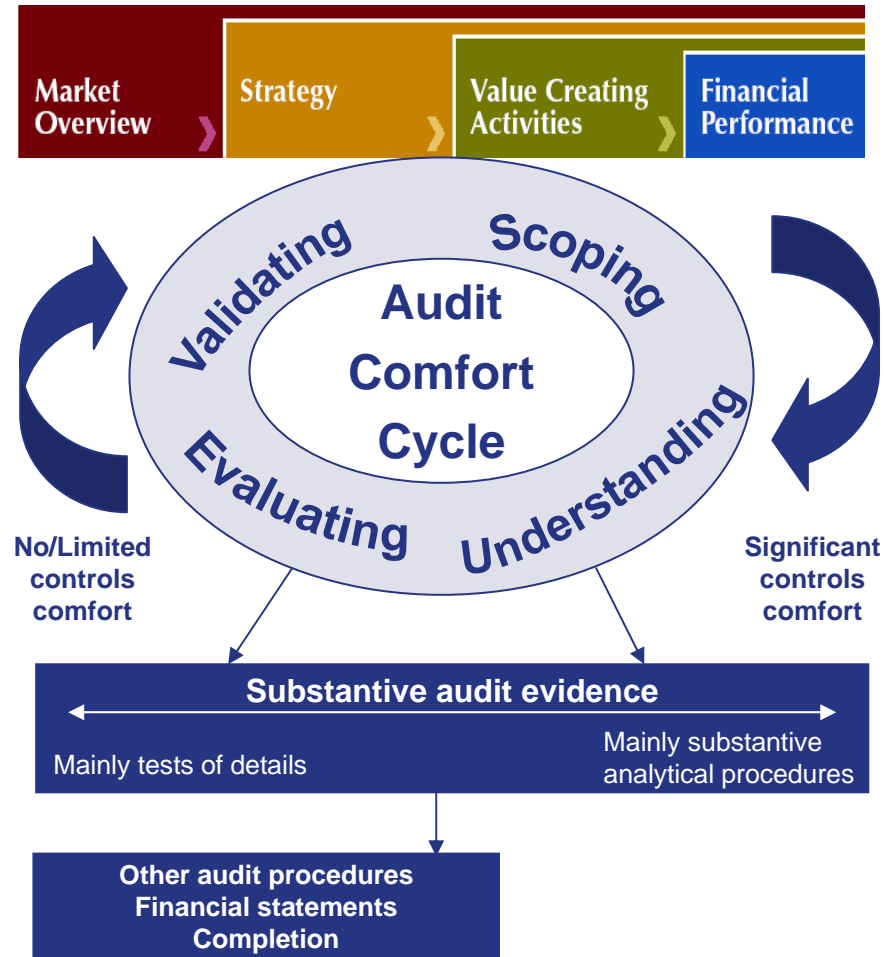 Market
Overview
Strategy
Value Creating
Activities
Financial
Performance
Validating
Scoping
Audit
Comfort
Cycle
Evaluating
Understanding
No/Limited
controls
comfort
Significant
controls
comfort
Substantive audit evidence
Mainly tests of details
Mainly substantive
analytical procedures
Other audit procedures
Financial statements
Completion